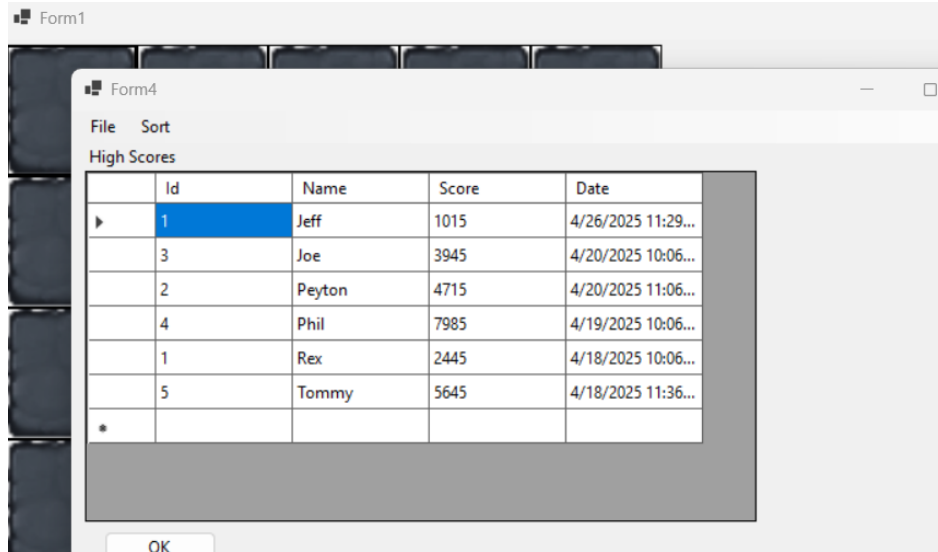 Form1
Form4
File Sort
High Scores
Id Name Score Date
1 Jeff 1015 4/26/2025 11:29...
3 Joe 3945 4/20/2025 10:06...
2 Peyton 4715 4/20/2025 11:06...
4 Phil 7985 4/19/2025 10:06...
1 Rex 2445 4/18/2025 10:06...
5 Tommy 5645 4/18/2025 11:36...
OK